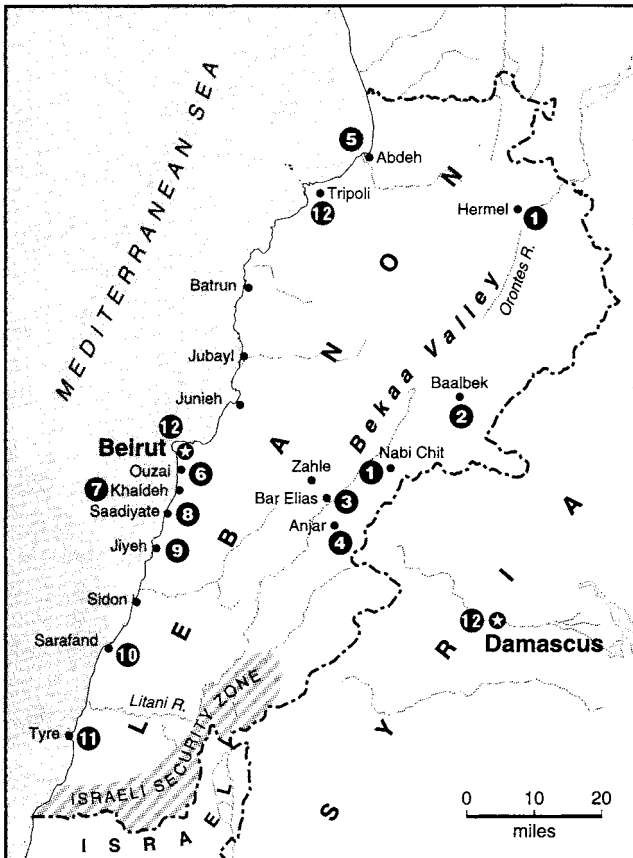 MEDITERRANEAN SEA
5
Abdeh
Tripoli
12
Hermel
1
Orontes R.
Batrun
Bekaa Valley
Jubayl
Baalbek
2
Junieh
12
Beirut
Ouzai
6
Zahle
1
Nabi Chit
7
Khaldeh
Bar Elias
3
Saadiyate
8
Anjar
4
Jiyeh
9
Sidon
12
Damascus
Sarafand
10
Litani R.
Tyre
11
ISRAELI SECURITY ZONE
LEBANON
SYRIA
ISRAEL
0 10 20
miles